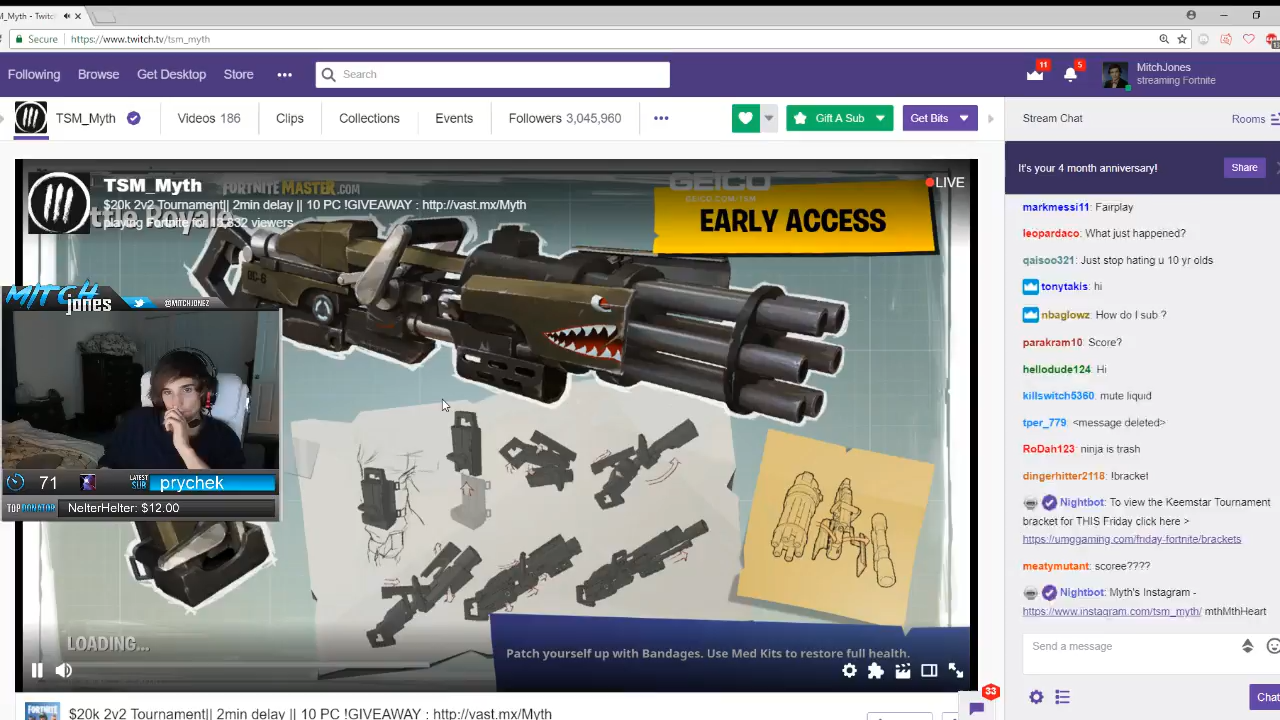 _Myth - Twitch
Secure https://www.twitch.tv/tsm_myth
Following Browse Get Desktop Store Search 11 5 MitchJones
streaming Fortnite
TSM_Myth Videos 186 Clips Collections Events Followers 3,045,960 Gift A Sub Get Bits Stream Chat Rooms
It's your 4 month anniversary! Share
TSM_Myth FORTNITEMASTER.COM GEICO LIVE
GEICO.COM/TSM
$20k 2v2 Tournament|| 2min delay || 10 PC !GIVEAWAY : http://vast.mx/Myth
EARLY ACCESS
MITCH
jones @MITCHJONEZ
71 LATEST SUB prychek
TOP DONATOR NelterHelter: $12.00
LOADING...
Patch yourself up with Bandages. Use Med Kits to restore full health.
$20k 2v2 Tournament|| 2min delay || 10 PC !GIVEAWAY : http://vast.mx/Myth
markmessi11: Fairplay
leopardaco: What just happened?
qaisoo321: Just stop hating u 10 yr olds
tonytakis: hi
nbaglowz: How do I sub ?
parakram10: Score?
hellodude124: Hi
killswitch5360: mute liquid
tper_779: <message deleted>
RoDah123: ninja is trash
dingerhitter2118: !bracket
Nightbot: To view the Keemstar Tournament
bracket for THIS Friday click here >
https://umggaming.com/friday-fortnite/brackets
meatymutant: scoree????
Nightbot: Myth's Instagram -
https://www.instagram.com/tsm_myth/ mthMthHeart
Send a message
33
Chat